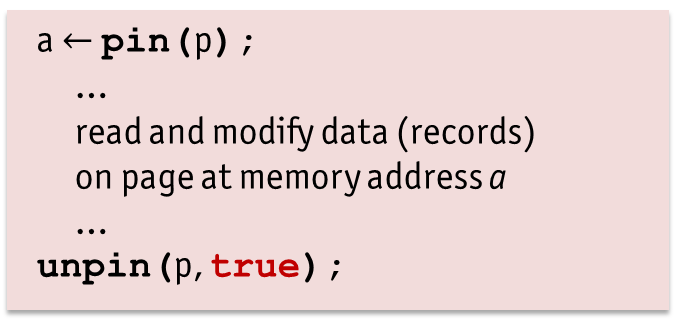 a ← pin(p);
...
read and modify data (records)
on page at memory address a
...
unpin(p, true);